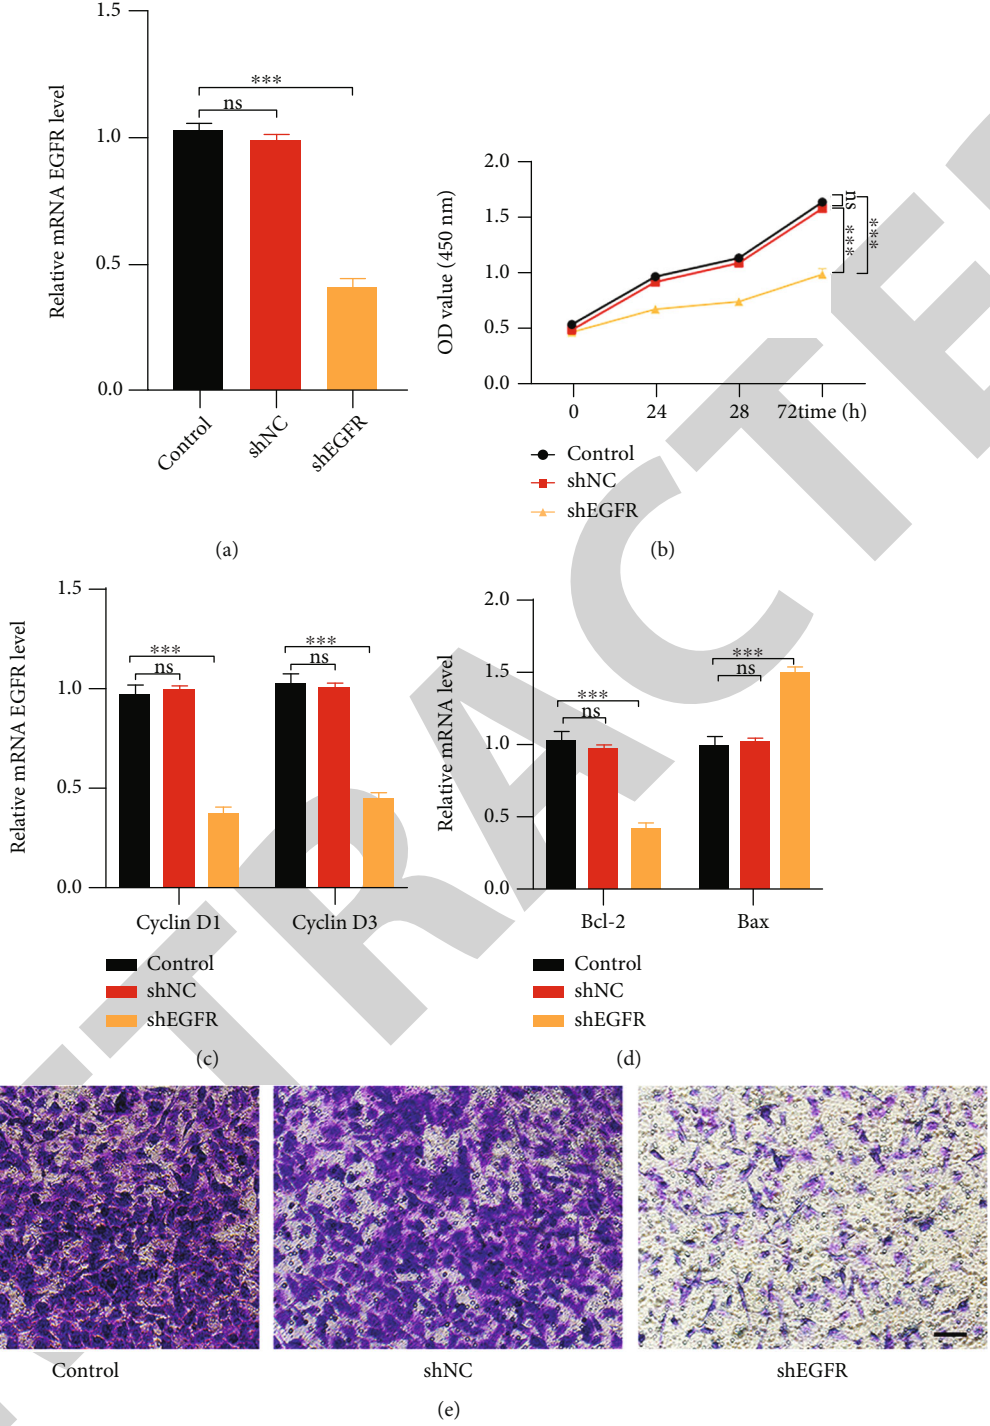 1.5
1.0
0.5
0.0
Relative mRNA EGFR level
***
ns
Control
shNC
shEGFR
(a)
2.0
1.5
1.0
0.5
0.0
OD value (450 nm)
ns
***
***
0 24 28 72time (h)
Control
shNC
shEGFR
(b)
1.5
1.0
0.5
0.0
Relative mRNA EGFR level
***
ns
***
ns
Cyclin D1 Cyclin D3
Control
shNC
shEGFR
(c)
2.0
1.5
1.0
0.5
0.0
Relative mRNA level
***
ns
***
ns
Bcl-2 Bax
Control
shNC
shEGFR
(d)
Control shNC shEGFR
(e)
TRACTE